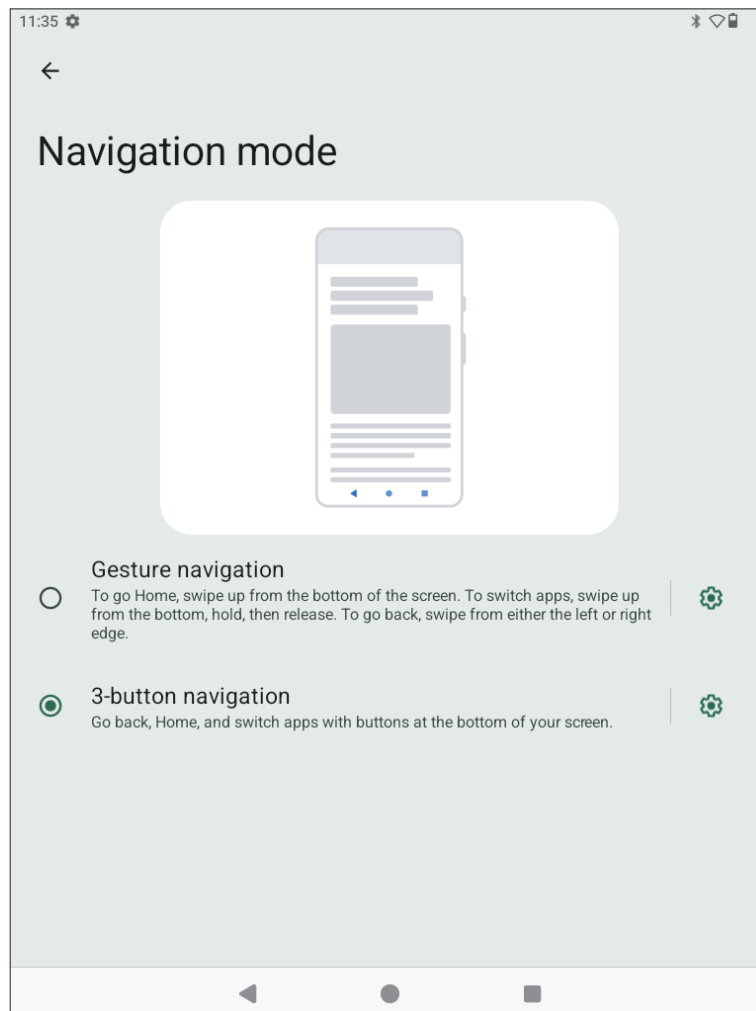 11:35
Navigation mode
Gesture navigation
To go Home, swipe up from the bottom of the screen. To switch apps, swipe up
from the bottom, hold, then release. To go back, swipe from either the left or right
edge.
3-button navigation
Go back, Home, and switch apps with buttons at the bottom of your screen.